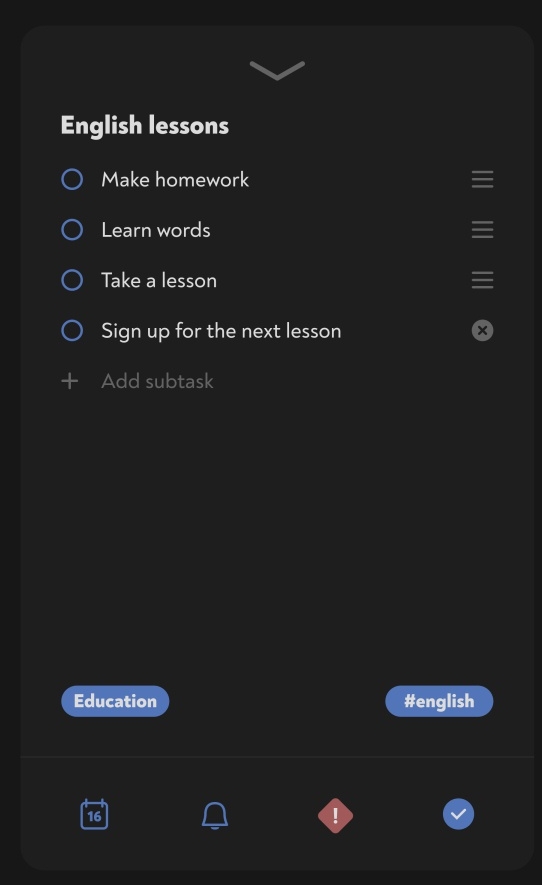 English lessons
Make homework
Learn words
Take a lesson
Sign up for the next lesson
Add subtask
Education
#english
16
!